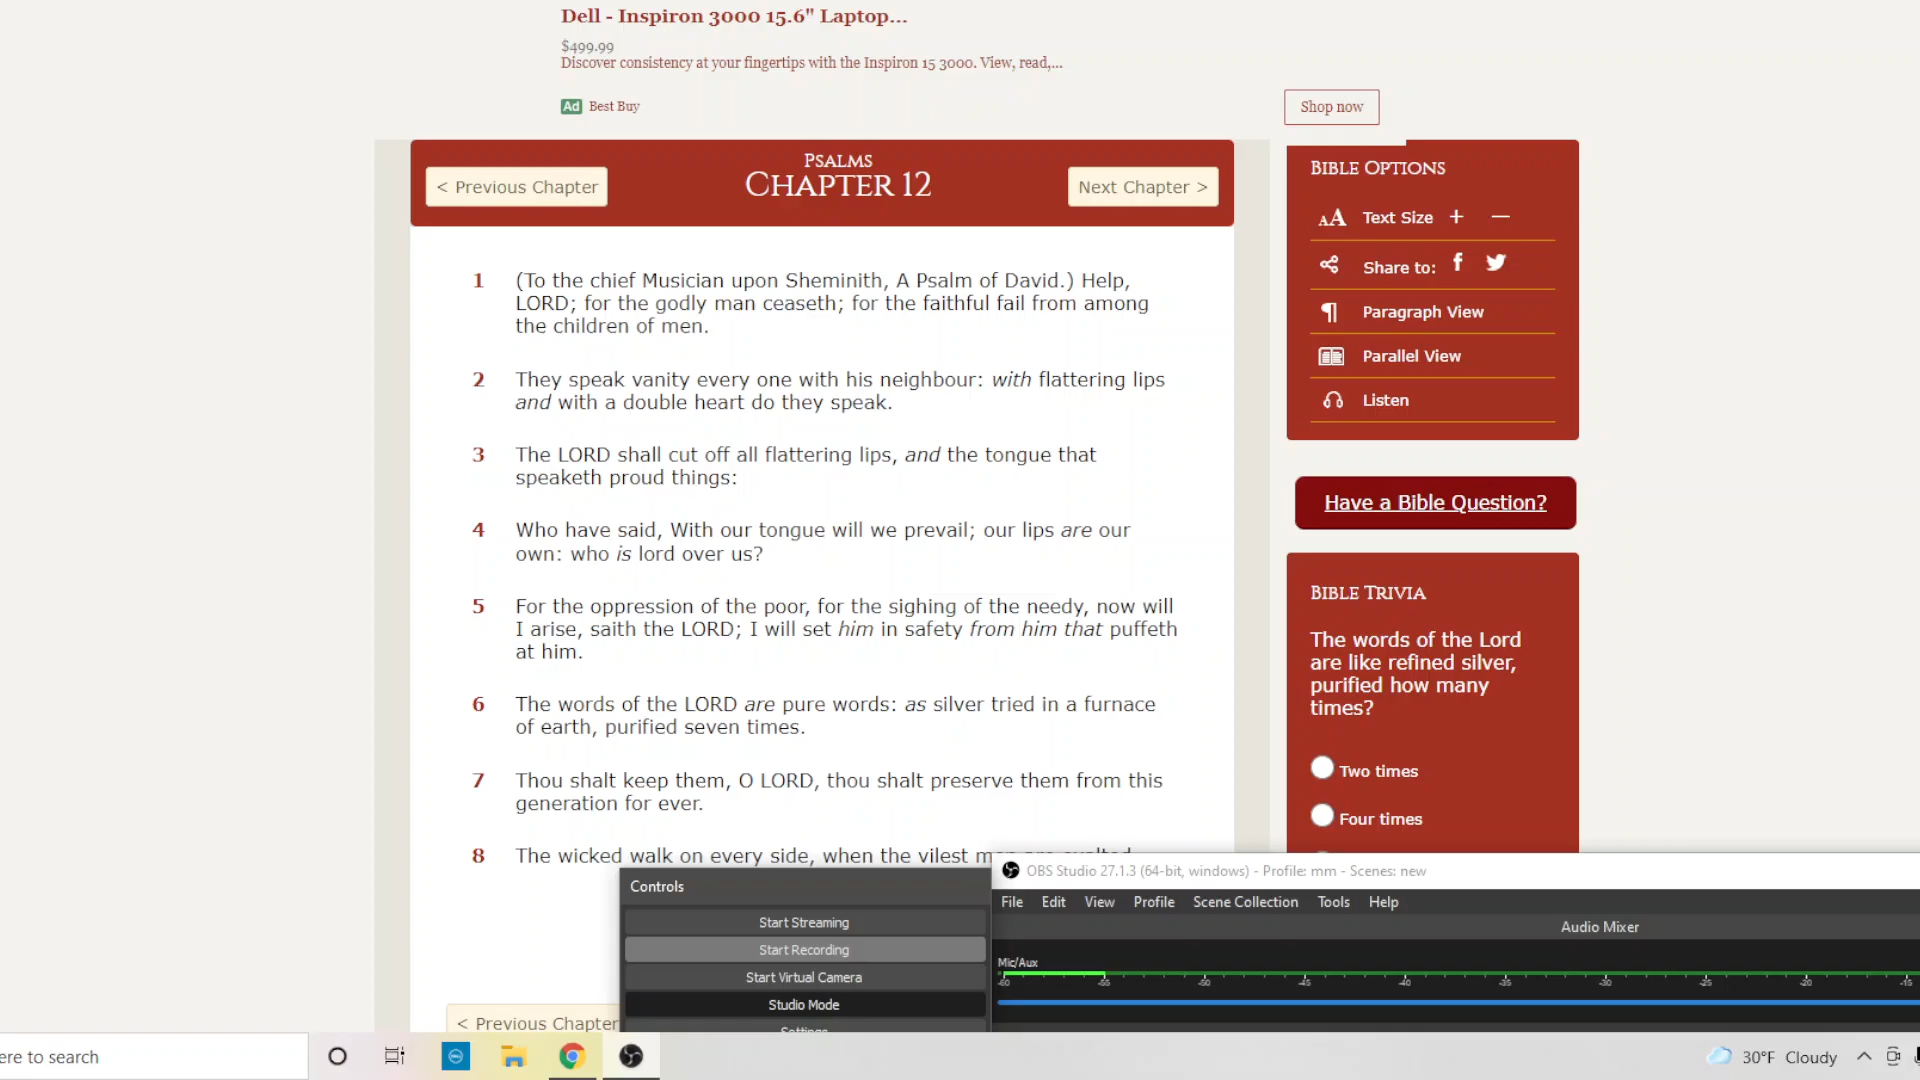 Dell - Inspiron 3000 15.6" Laptop...
$499.99
Discover consistency at your fingertips with the Inspiron 15 3000. View, read,...
Ad Best Buy
Shop now
< Previous Chapter
Psalms
Chapter 12
Next Chapter >
1 (To the chief Musician upon Sheminith, A Psalm of David.) Help,
LORD; for the godly man ceaseth; for the faithful fail from among
the children of men.
2 They speak vanity every one with his neighbour: with flattering lips
and with a double heart do they speak.
3 The LORD shall cut off all flattering lips, and the tongue that
speaketh proud things:
4 Who have said, With our tongue will we prevail; our lips are our
own: who is lord over us?
5 For the oppression of the poor, for the sighing of the needy, now will
I arise, saith the LORD; I will set him in safety from him that puffeth
at him.
6 The words of the LORD are pure words: as silver tried in a furnace
of earth, purified seven times.
7 Thou shalt keep them, O LORD, thou shalt preserve them from this
generation for ever.
8 The wicked walk on every side, when the vilest
< Previous Chapter
Bible Options
AA Text Size + —
Share to:
Paragraph View
Parallel View
Listen
Have a Bible Question?
Bible Trivia
The words of the Lord
are like refined silver,
purified how many
times?
Two times
Four times
Controls
Start Streaming
Start Recording
Start Virtual Camera
Studio Mode
Settings
OBS Studio 27.1.3 (64-bit, windows) - Profile: mm - Scenes: new
File Edit View Profile Scene Collection Tools Help
Audio Mixer
Mic/Aux
-60 -55 -50 -45 -40 -35 -30 -25 -20 -15
ere to search
30°F Cloudy